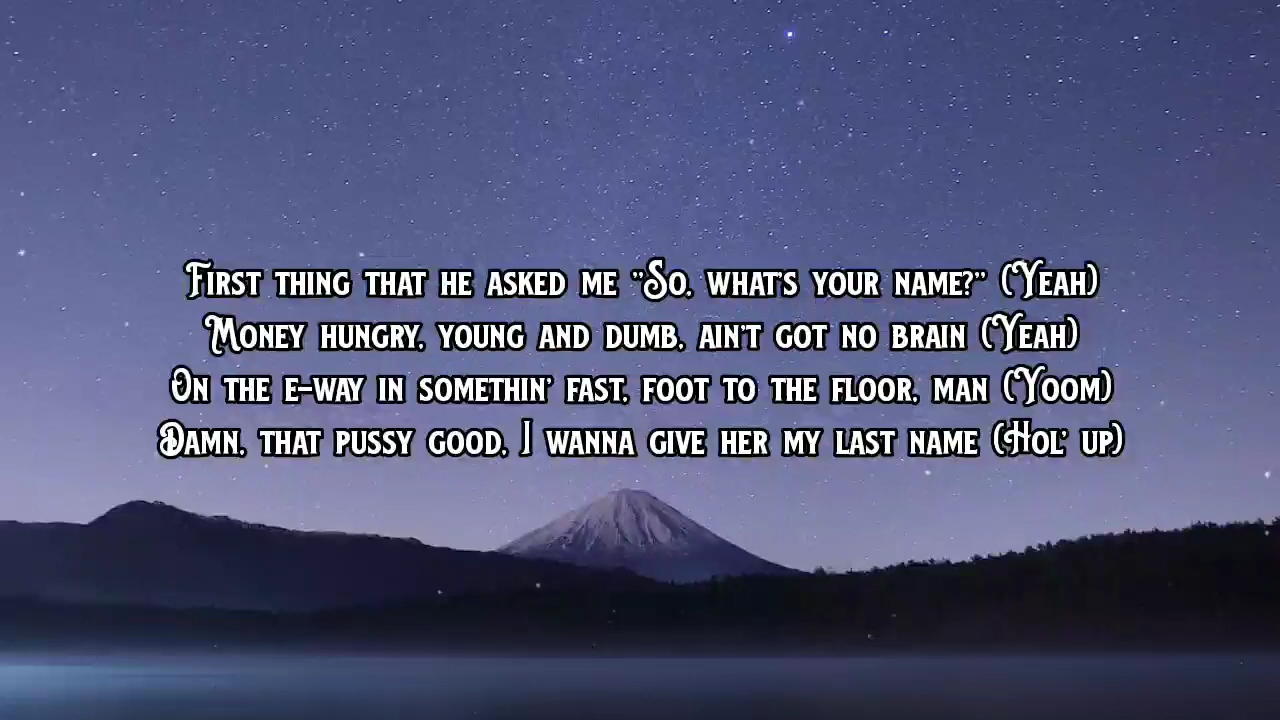 First thing that he asked me "So, what's your name?" (Yeah)
Money hungry, young and dumb, ain't got no brain (Yeah)
On the e-way in somethin' fast, foot to the floor, man (Yoom)
Damn, that pussy good, I wanna give her my last name (Hol' up)